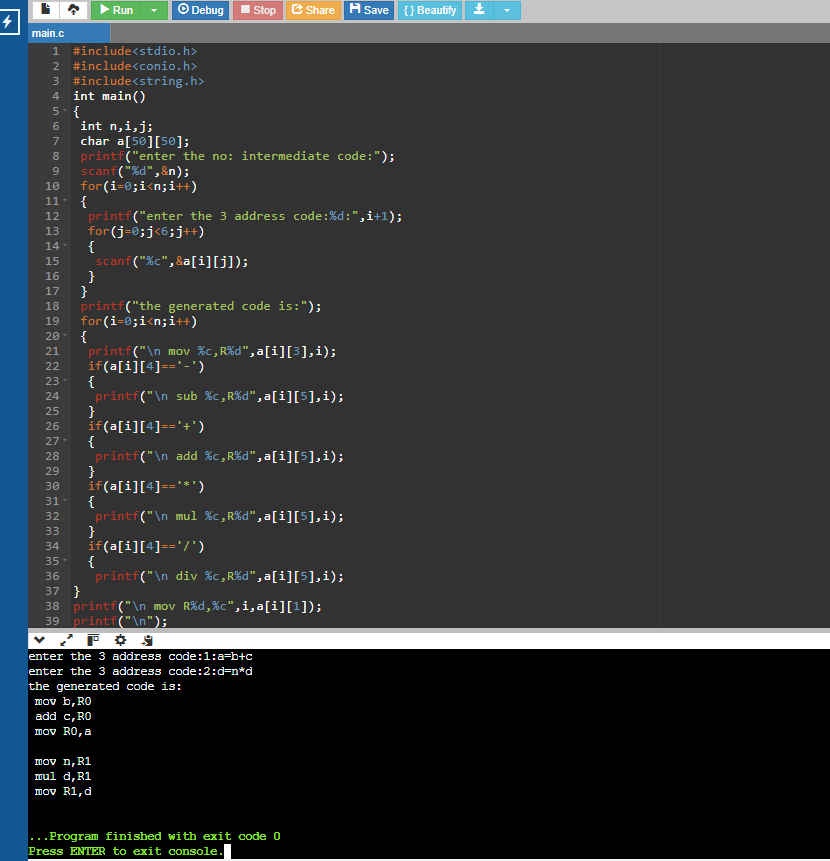 Run Debug Stop Share Save { } Beautify
main.c
1 #include<stdio.h>
2 #include<conio.h>
3 #include<string.h>
4 int main()
5 {
6 int n,i,j;
7 char a[50][50];
8 printf("enter the no: intermediate code:");
9 scanf("%d",&n);
10 for(i=0;i<n;i++)
11 {
12 printf("enter the 3 address code:%d:",i+1);
13 for(j=0;j<6;j++)
14 {
15 scanf("%c",&a[i][j]);
16 }
17 }
18 printf("the generated code is:");
19 for(i=0;i<n;i++)
20 {
21 printf("\n mov %c,R%d",a[i][3],i);
22 if(a[i][4]=='-')
23 {
24 printf("\n sub %c,R%d",a[i][5],i);
25 }
26 if(a[i][4]=='+')
27 {
28 printf("\n add %c,R%d",a[i][5],i);
29 }
30 if(a[i][4]=='*')
31 {
32 printf("\n mul %c,R%d",a[i][5],i);
33 }
34 if(a[i][4]=='/')
35 {
36 printf("\n div %c,R%d",a[i][5],i);
37 }
38 printf("\n mov R%d,%c",i,a[i][1]);
39 printf("\n");
enter the 3 address code:1:a=b+c
enter the 3 address code:2:d=n*d
the generated code is:
mov b,R0
add c,R0
mov R0,a
mov n,R1
mul d,R1
mov R1,d
...Program finished with exit code 0
Press ENTER to exit console.